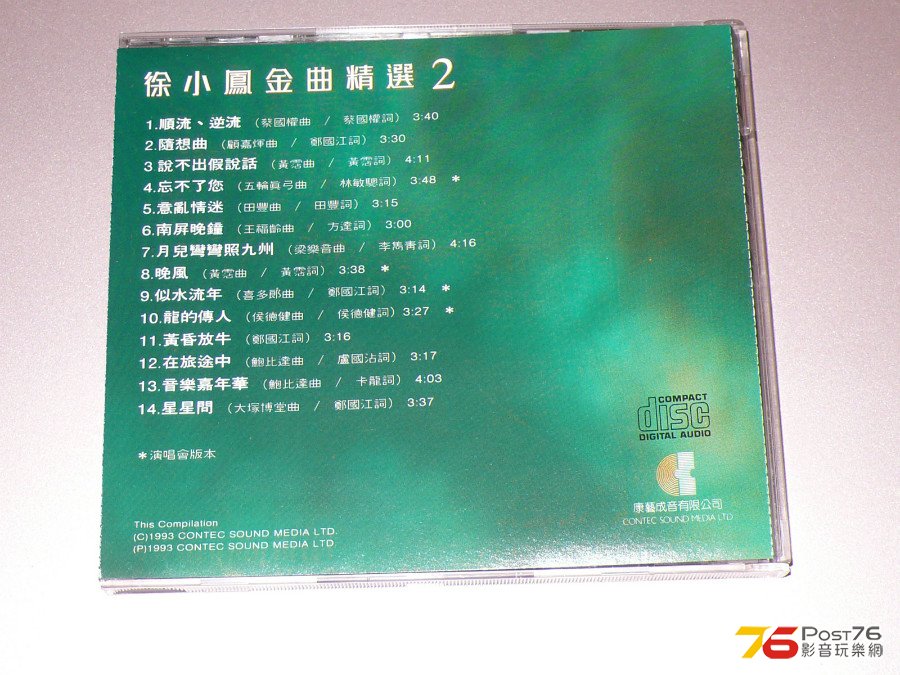 徐小鳳金曲精選 2
1.順流、逆流 (蔡國權曲 / 蔡國權詞) 3:40
2.隨想曲 (顧嘉煇曲 / 鄭國江詞) 3:30
3 說不出假說話 (黃霑曲 / 黃霑詞) 4:11
4.忘不了您 (五輪眞弓曲 / 林敏驄詞) 3:48 *
5.意亂情迷 (田豐曲 / 田豐詞) 3:15
6.南屏晚鐘 (王福齡曲 / 方達詞) 3:00
7.月兒彎彎照九州 (梁樂音曲 / 李雋青詞) 4:16
8.晚風 (黃霑曲 / 黃霑詞) 3:38 *
9.似水流年 (喜多郎曲 / 鄭國江詞) 3:14 *
10.龍的傳人 (侯德健曲 / 侯德健詞) 3:27 *
11.黃昏放牛 (鄭國江詞) 3:16
12.在旅途中 (鮑比達曲 / 盧國沾詞) 3:17
13.音樂嘉年華 (鮑比達曲 / 卡龍詞) 4:03
14.星星問 (大塚博堂曲 / 鄭國江詞) 3:37
*演唱會版本
COMPACT
disc
DIGITAL AUDIO
康藝成音有限公司
CONTEC SOUND MEDIA LTD
This Compilation
(C)1993 CONTEC SOUND MEDIA LTD.
(P)1993 CONTEC SOUND MEDIA LTD.
76 Post76
影音玩樂網